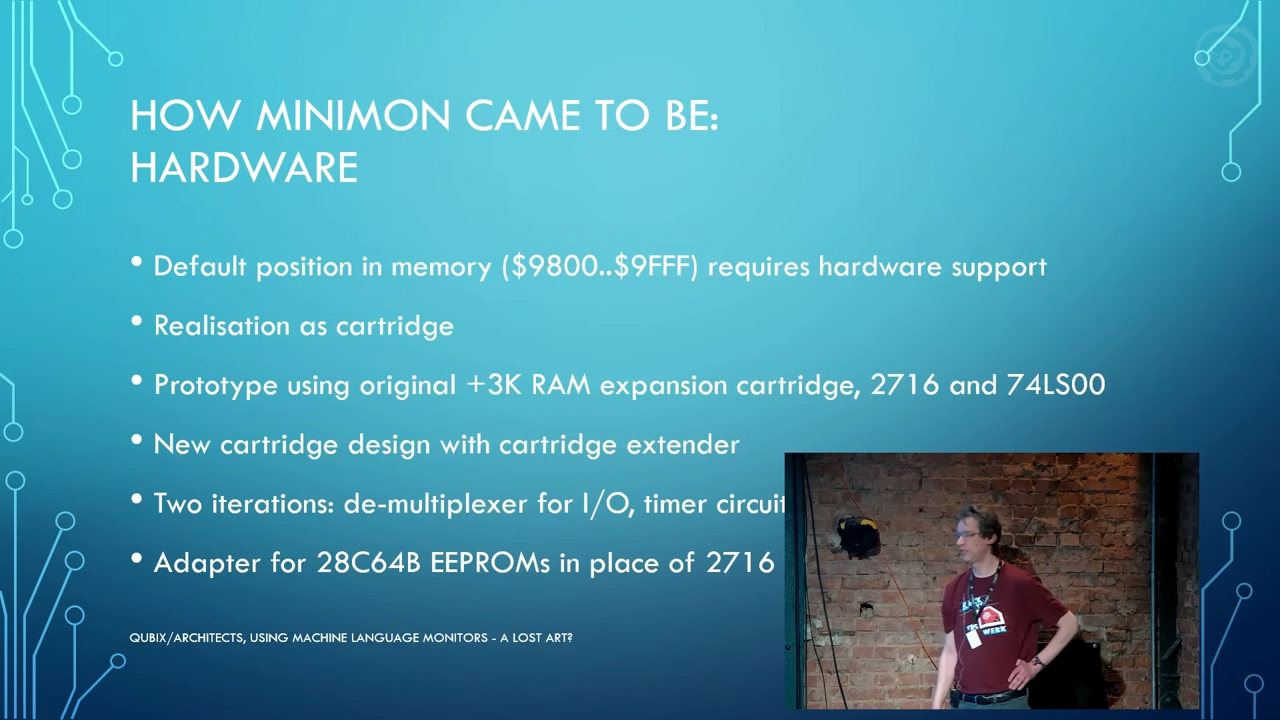 HOW MINIMON CAME TO BE:
HARDWARE
• Default position in memory ($9800..$9FFF) requires hardware support
• Realisation as cartridge
• Prototype using original +3K RAM expansion cartridge, 2716 and 74LS00
• New cartridge design with cartridge extender
• Two iterations: de-multiplexer for I/O, timer circuit
• Adapter for 28C64B EEPROMs in place of 2716
QUBIX/ARCHITECTS, USING MACHINE LANGUAGE MONITORS - A LOST ART?
WERK